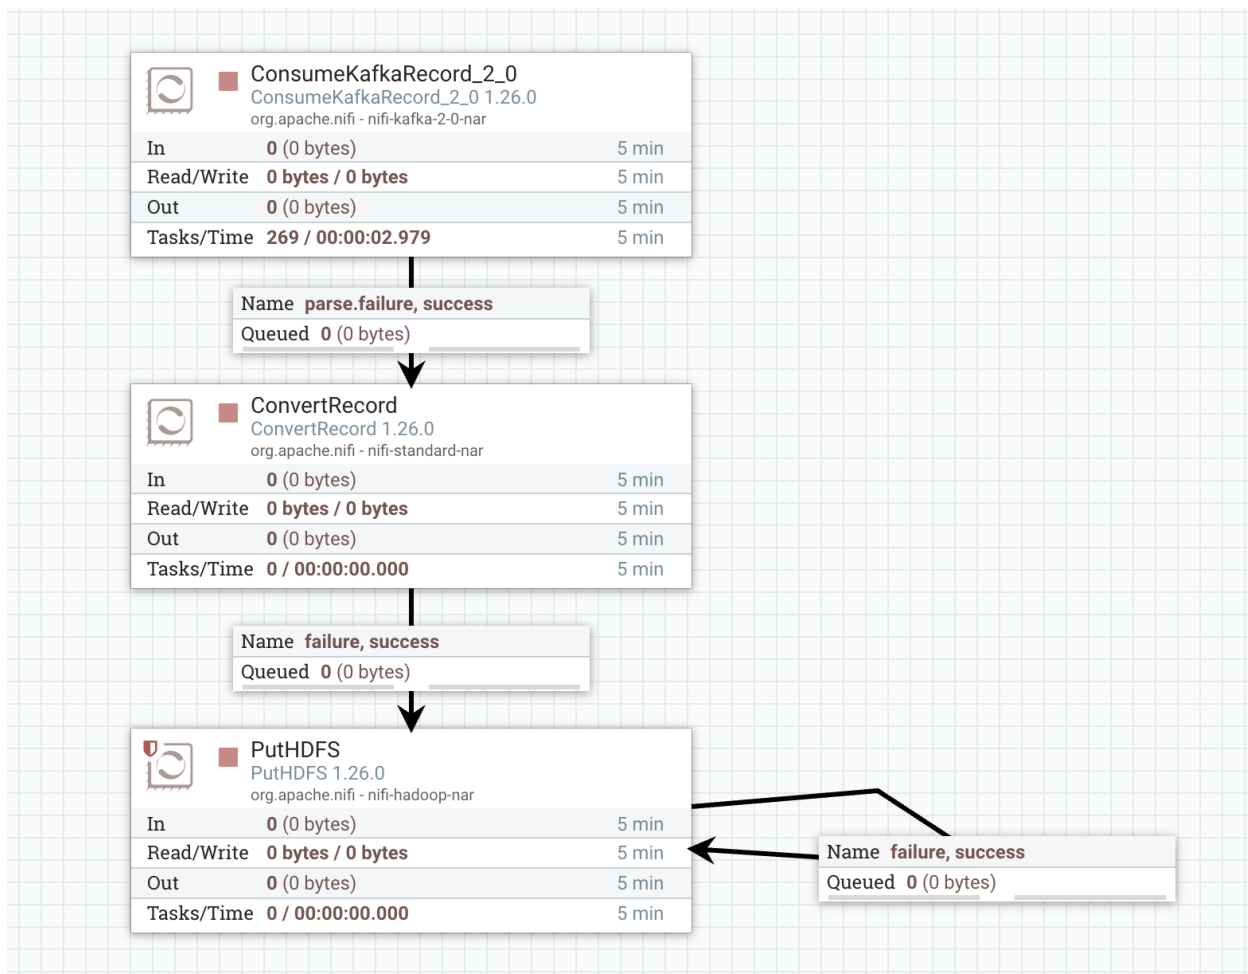 ConsumeKafkaRecord_2_0
ConsumeKafkaRecord_2_0 1.26.0
org.apache.nifi - nifi-kafka-2-0-nar
In 0 (0 bytes) 5 min
Read/Write 0 bytes / 0 bytes 5 min
Out 0 (0 bytes) 5 min
Tasks/Time 269 / 00:00:02.979 5 min
Name parse.failure, success
Queued 0 (0 bytes)
ConvertRecord
ConvertRecord 1.26.0
org.apache.nifi - nifi-standard-nar
In 0 (0 bytes) 5 min
Read/Write 0 bytes / 0 bytes 5 min
Out 0 (0 bytes) 5 min
Tasks/Time 0 / 00:00:00.000 5 min
Name failure, success
Queued 0 (0 bytes)
PutHDFS
PutHDFS 1.26.0
org.apache.nifi - nifi-hadoop-nar
In 0 (0 bytes) 5 min
Read/Write 0 bytes / 0 bytes 5 min
Out 0 (0 bytes) 5 min
Tasks/Time 0 / 00:00:00.000 5 min
Name failure, success
Queued 0 (0 bytes)